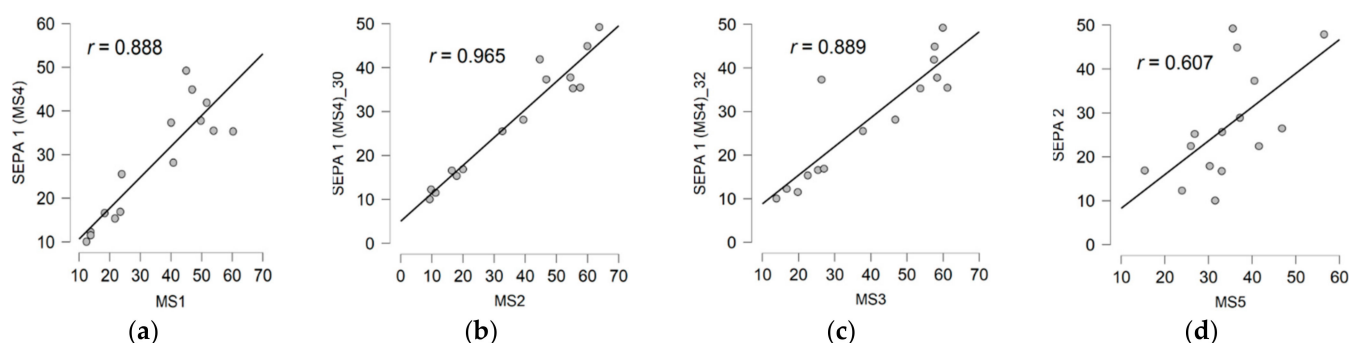 60
50
40
30
20
10
r = 0.888
SEPA 1 (MS4)
10 20 30 40 50 60 70
MS1
(a)
50
40
30
20
10
0
r = 0.965
SEPA 1 (MS4)_30
0 10 20 30 40 50 60 70
MS2
(b)
50
40
30
20
10
0
r = 0.889
SEPA 1 (MS4)_32
10 20 30 40 50 60 70
MS3
(c)
50
40
30
20
10
0
r = 0.607
SEPA 2
10 20 30 40 50 60
MS5
(d)